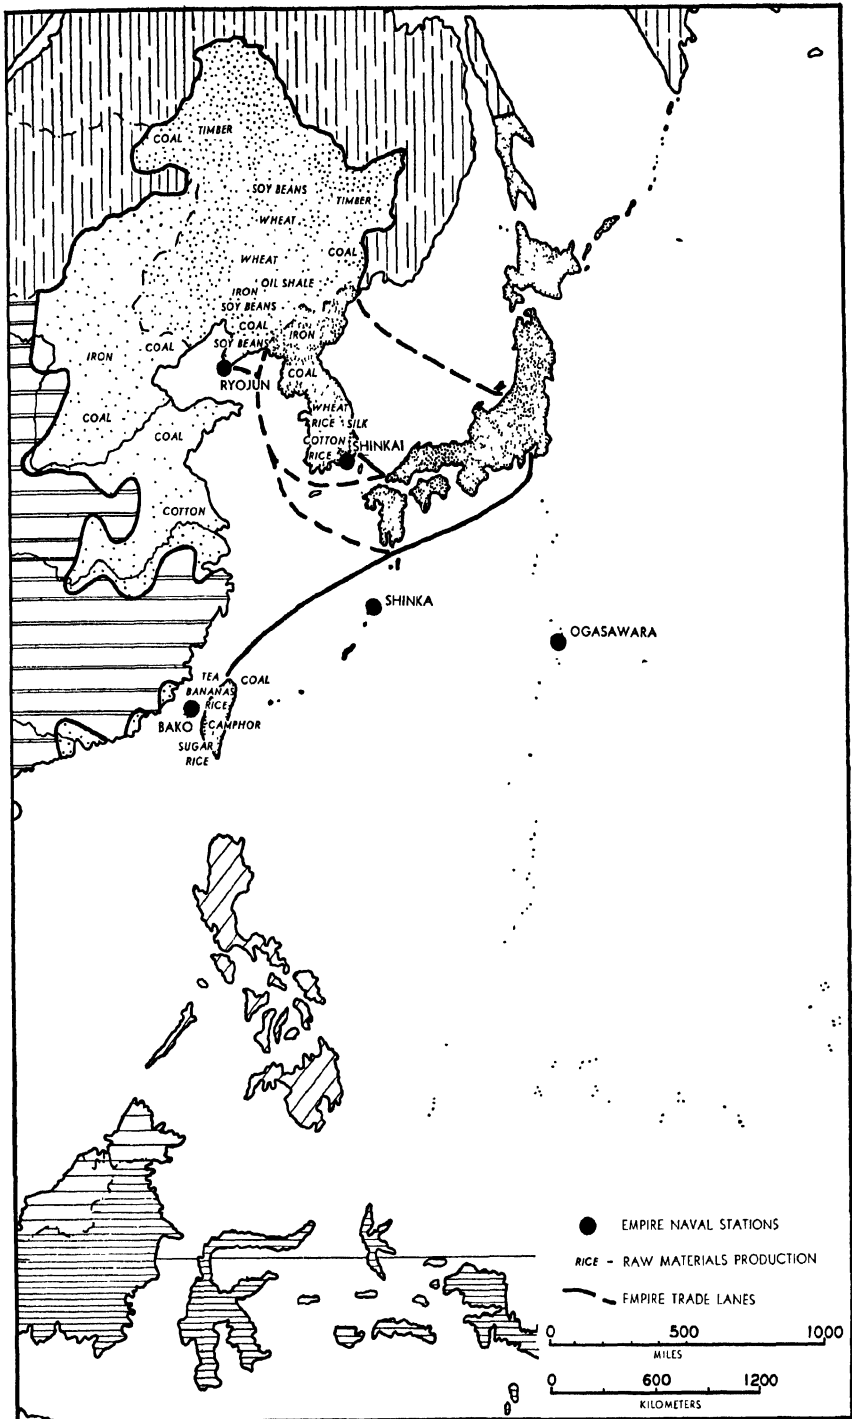 COAL
TIMBER
SOY BEANS
TIMBER
WHEAT
COAL
WHEAT
OIL SHALE
IRON
SOY BEANS
COAL
IRON
SOY BEANS
COAL
IRON
RYOJUN
COAL
COAL
WHEAT
RICE
SILK
COTTON
RICE
SHINKAI
COAL
COTTON
SHINKA
OGASAWARA
TEA
COAL
BANANAS
RICE
BAKO
CAMPHOR
SUGAR
RICE
EMPIRE NAVAL STATIONS
RICE - RAW MATERIALS PRODUCTION
EMPIRE TRADE LANES
0 500 1000
MILES
0 600 1200
KILOMETERS